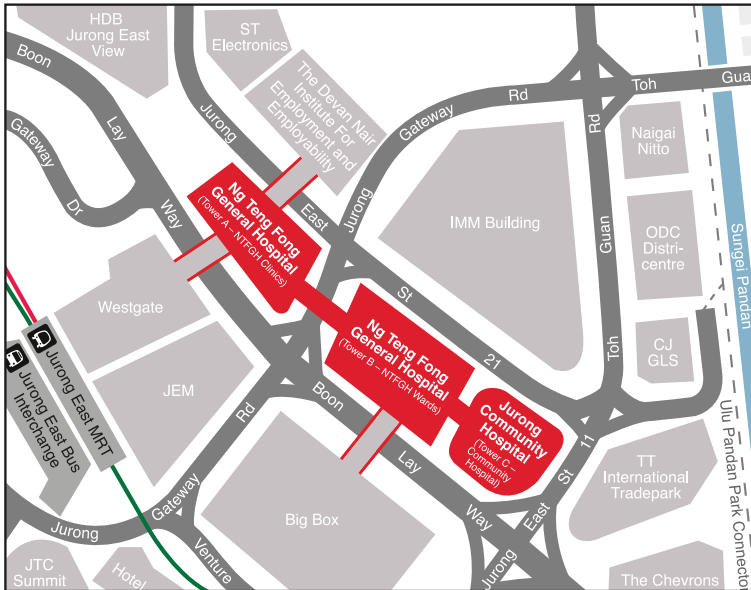 HDB
Jurong East
View
ST
Electronics
The Devan Nair
Institute For
Employment and
Employability
Boon
Lay
Way
Gateway
Dr
Jurong
East
St
21
Jurong
Gateway
Rd
Toh
Guan
Rd
Naigai
Nitto
IMM Building
ODC
Distri-
centre
Sungei Pandan
Ng Teng Fong
General Hospital
(Tower A – NTFGH Clinics)
Westgate
Jurong East MRT
Jurong East Bus
Interchange
JEM
Ng Teng Fong
General Hospital
(Tower B – NTFGH Wards)
Guan
Toh
CJ
GLS
Jurong
Community
Hospital
(Tower C –
Community
Hospital)
Ulu Pandan Park Connector
Boon
Lay
Way
Rd
Gateway
Jurong
Big Box
Venture
Jurong
East
St
11
TT
International
Tradepark
JTC
Summit
Hotel
The Chevrons